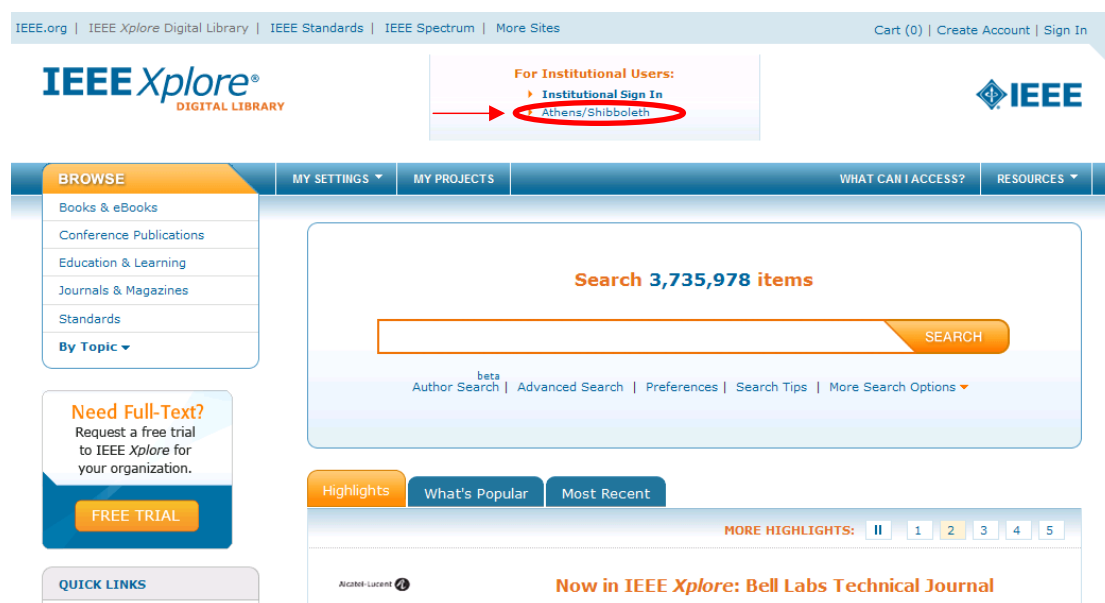 IEEE.org | IEEE Xplore Digital Library | IEEE Standards | IEEE Spectrum | More Sites
Cart (0) | Create Account | Sign In
IEEE Xplore®
DIGITAL LIBRARY
For Institutional Users:
Institutional Sign In
Athens/Shibboleth
IEEE
BROWSE
MY SETTINGS
MY PROJECTS
WHAT CAN I ACCESS?
RESOURCES
Books & eBooks
Conference Publications
Education & Learning
Journals & Magazines
Standards
By Topic
Search 3,735,978 items
SEARCH
beta
Author Search | Advanced Search | Preferences | Search Tips | More Search Options
Need Full-Text?
Request a free trial
to IEEE Xplore for
your organization.
FREE TRIAL
Highlights
What's Popular
Most Recent
MORE HIGHLIGHTS: II 1 2 3 4 5
QUICK LINKS
Alcatel-Lucent
Now in IEEE Xplore: Bell Labs Technical Journal